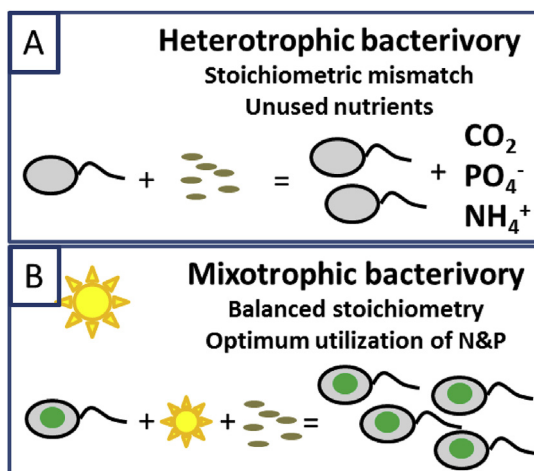 A
Heterotrophic bacterivory
Stoichiometric mismatch
Unused nutrients
+
=
+
CO₂
PO₄⁻
NH₄⁺
B
Mixotrophic bacterivory
Balanced stoichiometry
Optimum utilization of N&P
+
+
=